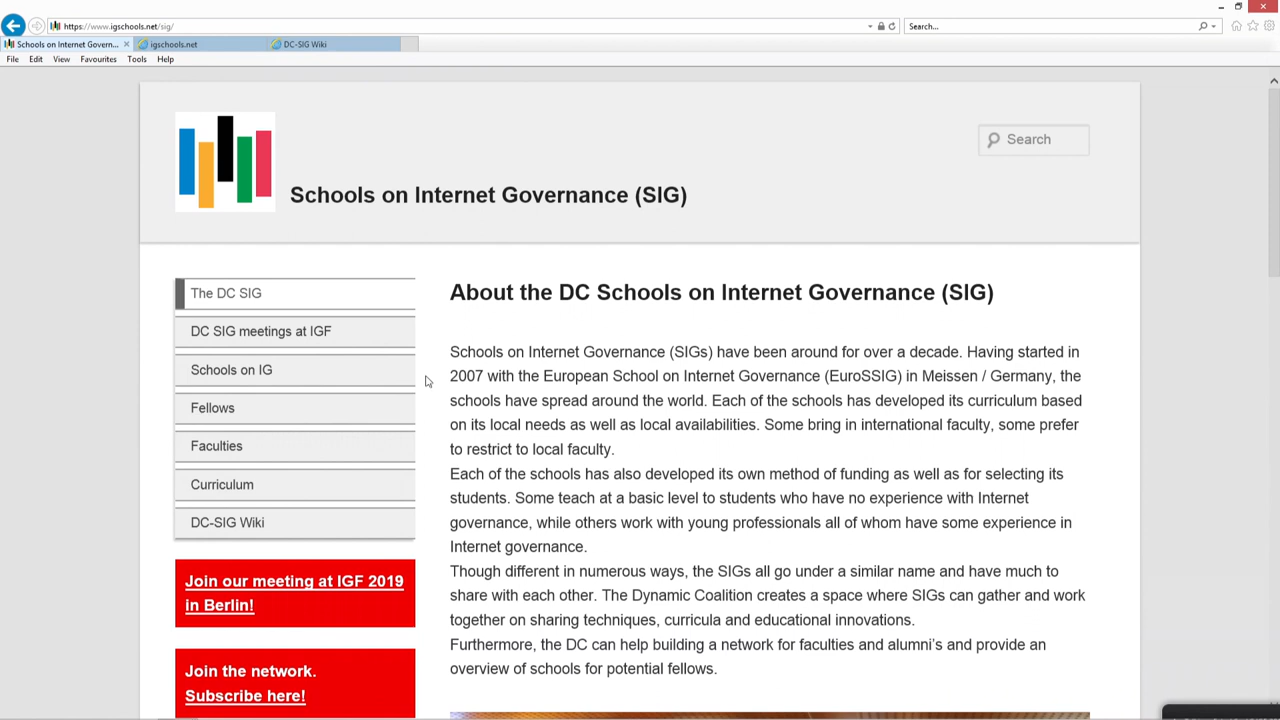 https://www.igschools.net/sig/
Search...
Schools on Internet Govern...
igschools.net
DC-SIG Wiki
File Edit View Favourites Tools Help
Search
Schools on Internet Governance (SIG)
The DC SIG
DC SIG meetings at IGF
Schools on IG
Fellows
Faculties
Curriculum
DC-SIG Wiki
Join our meeting at IGF 2019
in Berlin!
Join the network.
Subscribe here!
About the DC Schools on Internet Governance (SIG)
Schools on Internet Governance (SIGs) have been around for over a decade. Having started in
2007 with the European School on Internet Governance (EuroSSIG) in Meissen / Germany, the
schools have spread around the world. Each of the schools has developed its curriculum based
on its local needs as well as local availabilities. Some bring in international faculty, some prefer
to restrict to local faculty.
Each of the schools has also developed its own method of funding as well as for selecting its
students. Some teach at a basic level to students who have no experience with Internet
governance, while others work with young professionals all of whom have some experience in
Internet governance.
Though different in numerous ways, the SIGs all go under a similar name and have much to
share with each other. The Dynamic Coalition creates a space where SIGs can gather and work
together on sharing techniques, curricula and educational innovations.
Furthermore, the DC can help building a network for faculties and alumni's and provide an
overview of schools for potential fellows.